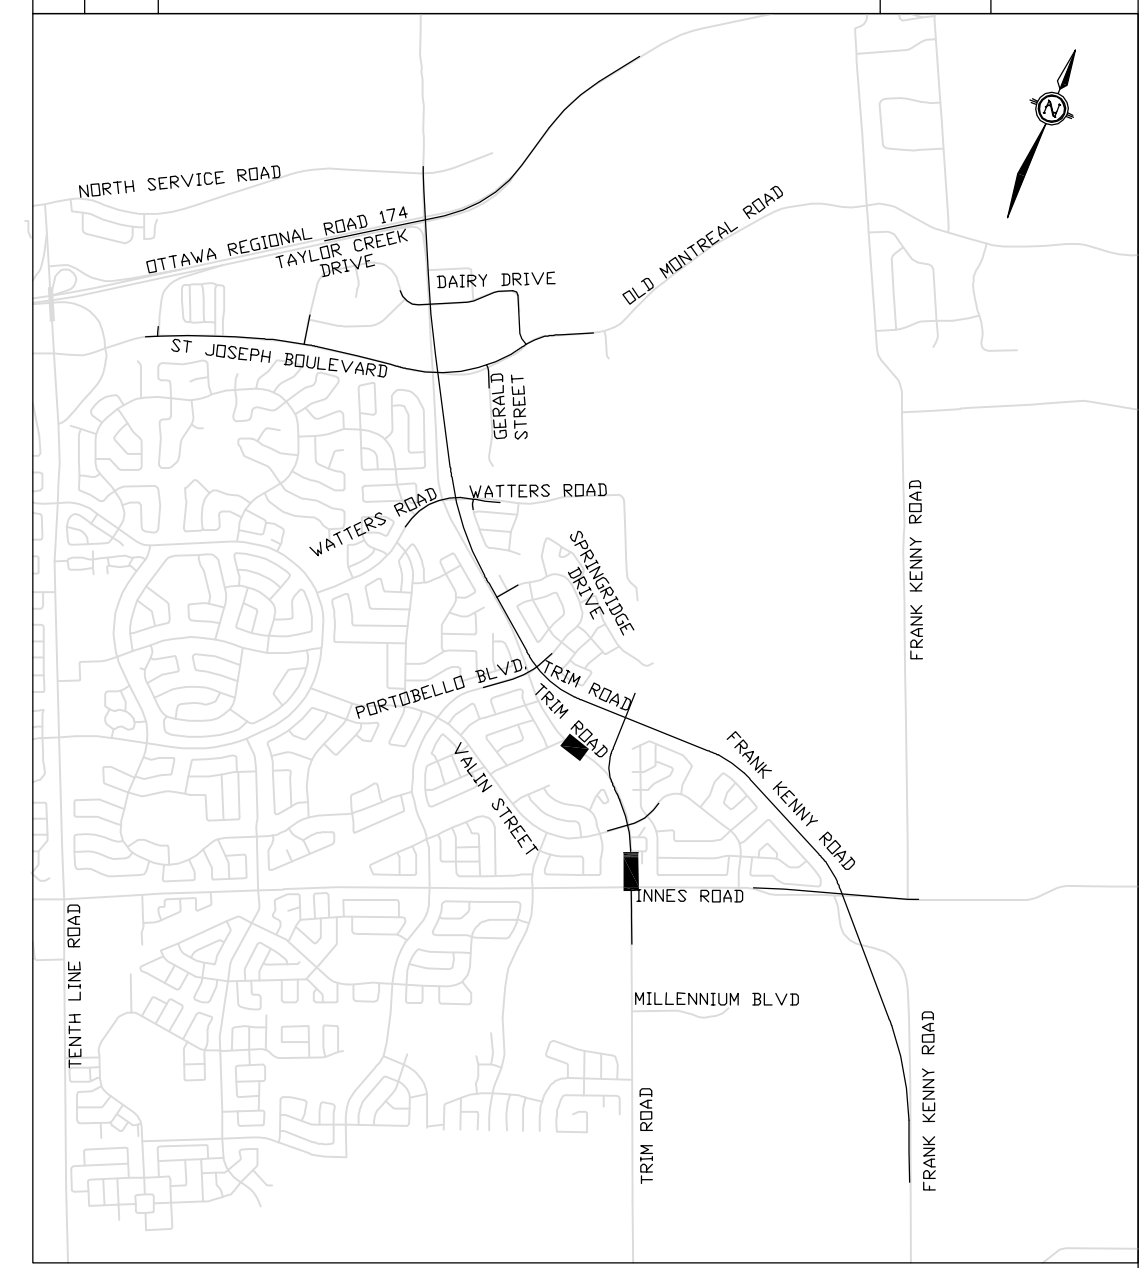 N
NORTH SERVICE ROAD
OTTAWA REGIONAL ROAD 174
TAYLOR CREEK
DRIVE
DAIRY DRIVE
OLD MONTREAL ROAD
ST JOSEPH BOULEVARD
GERALD
STREET
WATTERS ROAD
WATTERS ROAD
SPRINGRIDGE
DRIVE
FRANK KENNY ROAD
PORTOBELLO BLVD.
TRIM ROAD
TRIM ROAD
VALIN STREET
FRANK KENNY ROAD
INNES ROAD
TENTH LINE ROAD
MILLENNIUM BLVD
TRIM ROAD
FRANK KENNY ROAD